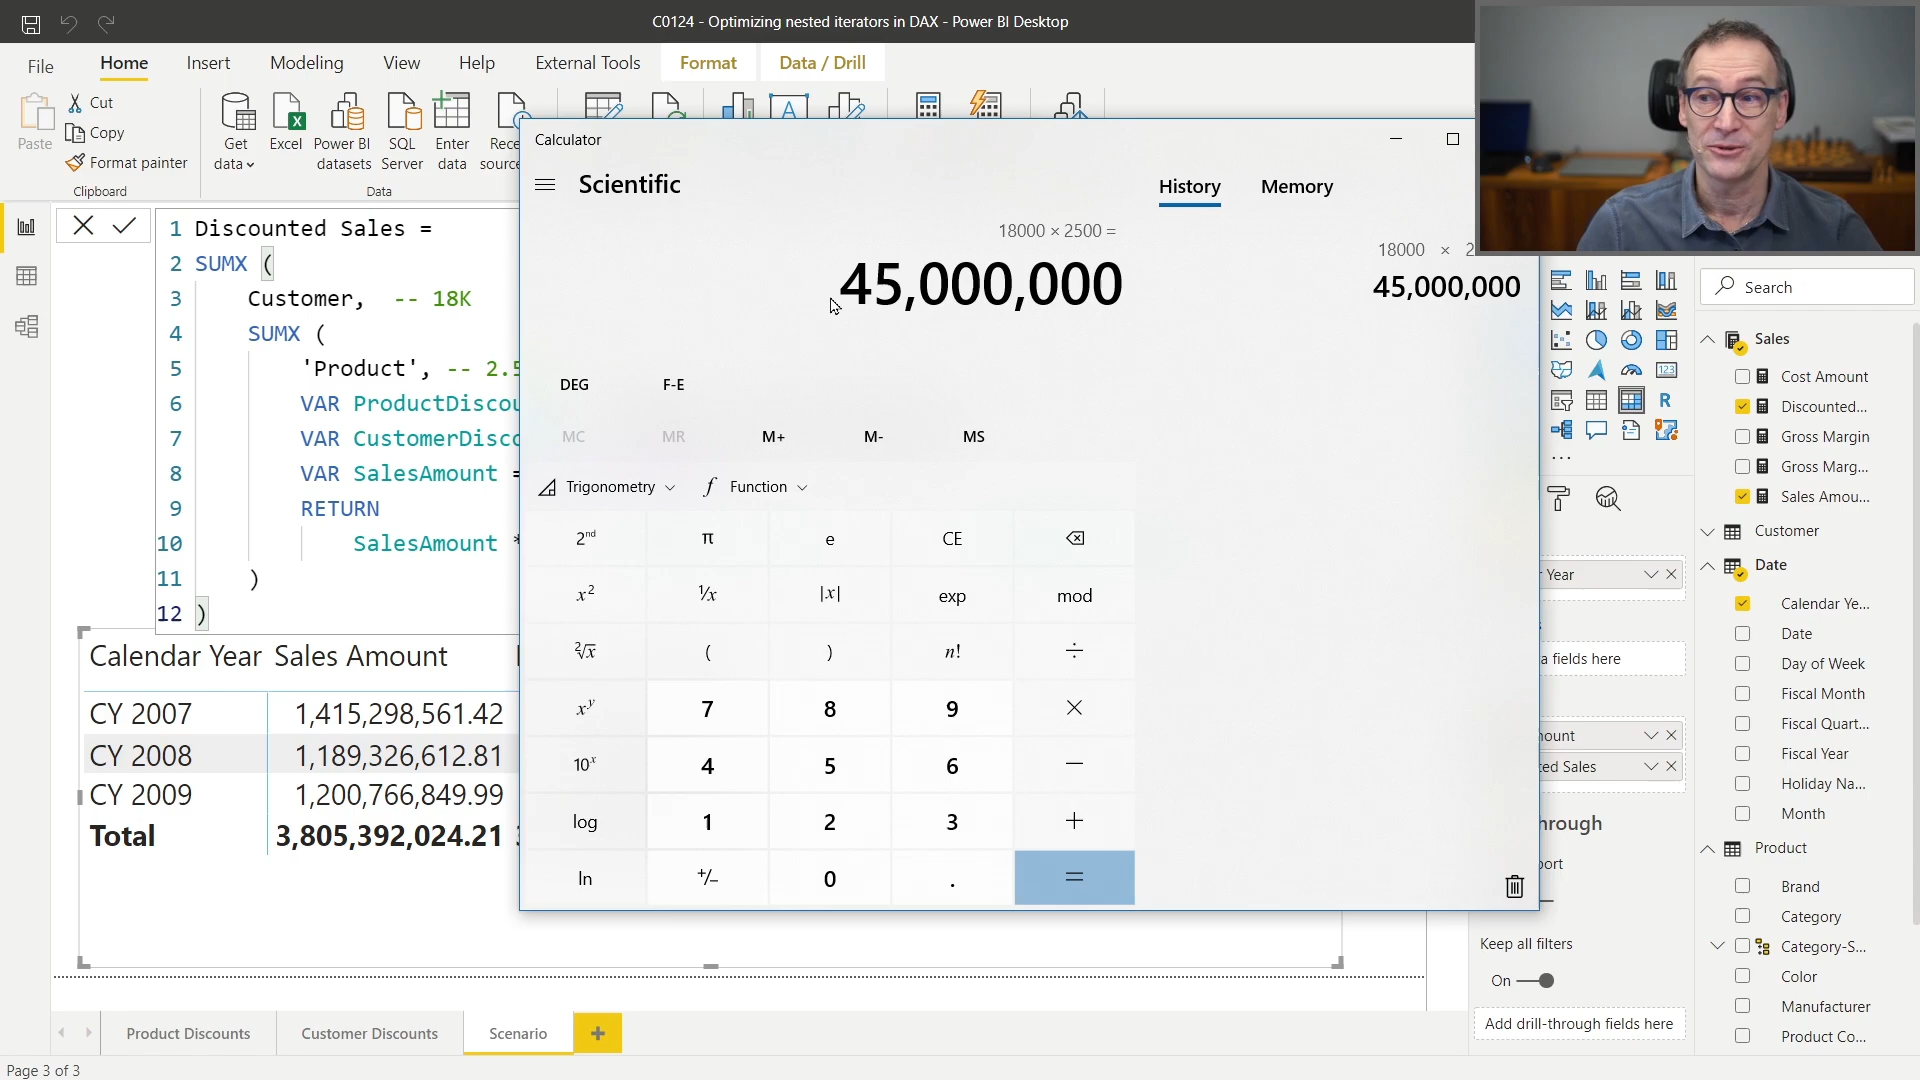 C0124 - Optimizing nested iterators in DAX - Power BI Desktop
File
Home
Insert
Modeling
View
Help
External Tools
Format
Data / Drill
Paste
Cut
Copy
Format painter
Clipboard
Get data
Excel
Power BI datasets
SQL Server
Enter data
Rece
sourc
Data
1 Discounted Sales =
2 SUMX (
3 Customer, -- 18K
4 SUMX (
5 'Product', -- 2.5
6 VAR ProductDiscou
7 VAR CustomerDisco
8 VAR SalesAmount =
9 RETURN
10 SalesAmount *
11 )
12 )
Calendar Year Sales Amount
CY 2007 1,415,298,561.42
CY 2008 1,189,326,612.81
CY 2009 1,200,766,849.99
Total 3,805,392,024.21
Calculator
Scientific
History
Memory
18000 × 2500 =
45,000,000
18000 × 2
45,000,000
DEG
F-E
MC
MR
M+
M-
MS
Trigonometry
f Function
2nd π e CE
x² ¹/x |x| exp mod
²√x ( ) n! ÷
xʸ 7 8 9 ×
10ˣ 4 5 6 −
log 1 2 3 +
ln +/− 0 . =
123
R
...
Year
a fields here
ount
ted Sales
hrough
port
Keep all filters
On
Add drill-through fields here
Search
Sales
Cost Amount
Discounted...
Gross Margin
Gross Marg...
Sales Amou...
Customer
Date
Calendar Ye...
Date
Day of Week
Fiscal Month
Fiscal Quart...
Fiscal Year
Holiday Na...
Month
Product
Brand
Category
Category-S...
Color
Manufacturer
Product Co...
Product Discounts
Customer Discounts
Scenario
+
Page 3 of 3